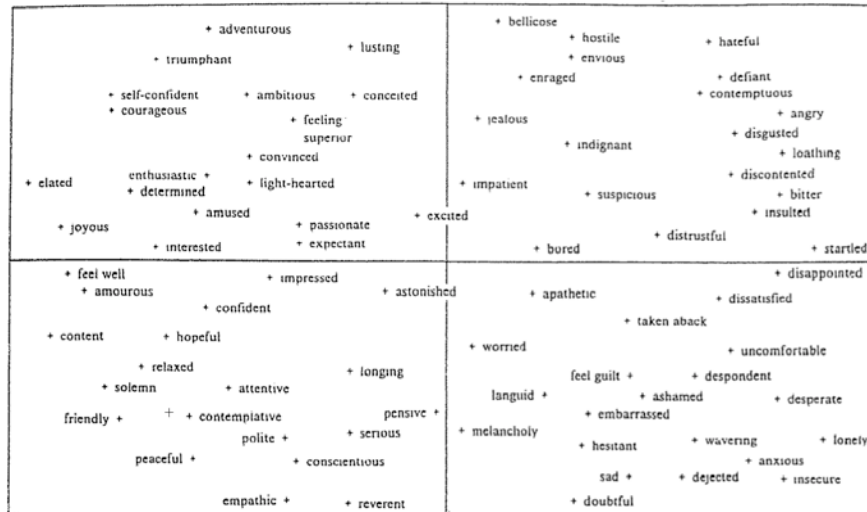 adventurous
lusting
triumphant
self-confident
ambitious
conceited
courageous
feeling
superior
convinced
enthusiastic
elated
determined
light-hearted
amused
excited
joyous
passionate
interested
expectant
bellicose
hostile
hateful
envious
enraged
defiant
contemptuous
angry
jealous
disgusted
indignant
loathing
discontented
impatient
suspicious
bitter
insulted
distrustful
bored
startled
feel well
impressed
amourous
astonished
confident
content
hopeful
relaxed
longing
solemn
attentive
friendly
contemplative
pensive
polite
serious
peaceful
conscientious
empathic
reverent
disappointed
apathetic
dissatisfied
taken aback
worried
uncomfortable
feel guilt
despondent
languid
ashamed
desperate
embarrassed
melancholy
hesitant
wavering
lonely
anxious
sad
dejected
insecure
doubtful